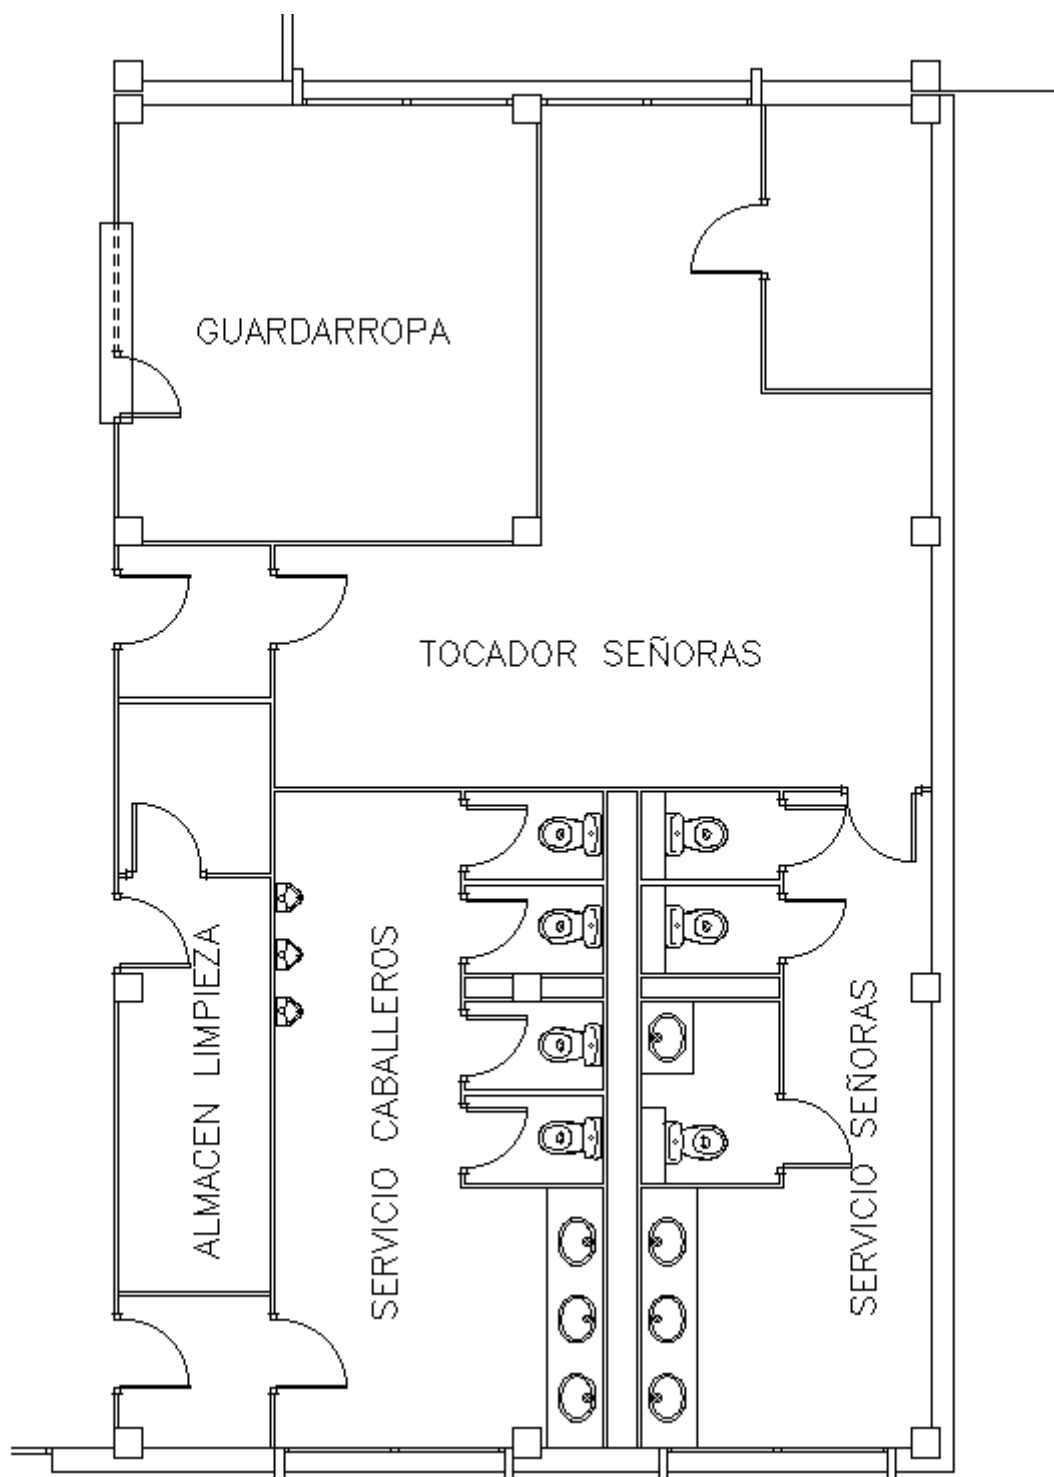 GUARDARROPA
TOCADOR SEÑORAS
ALMACEN LIMPIEZA
SERVICIO CABALLEROS
SERVICIO SEÑORAS